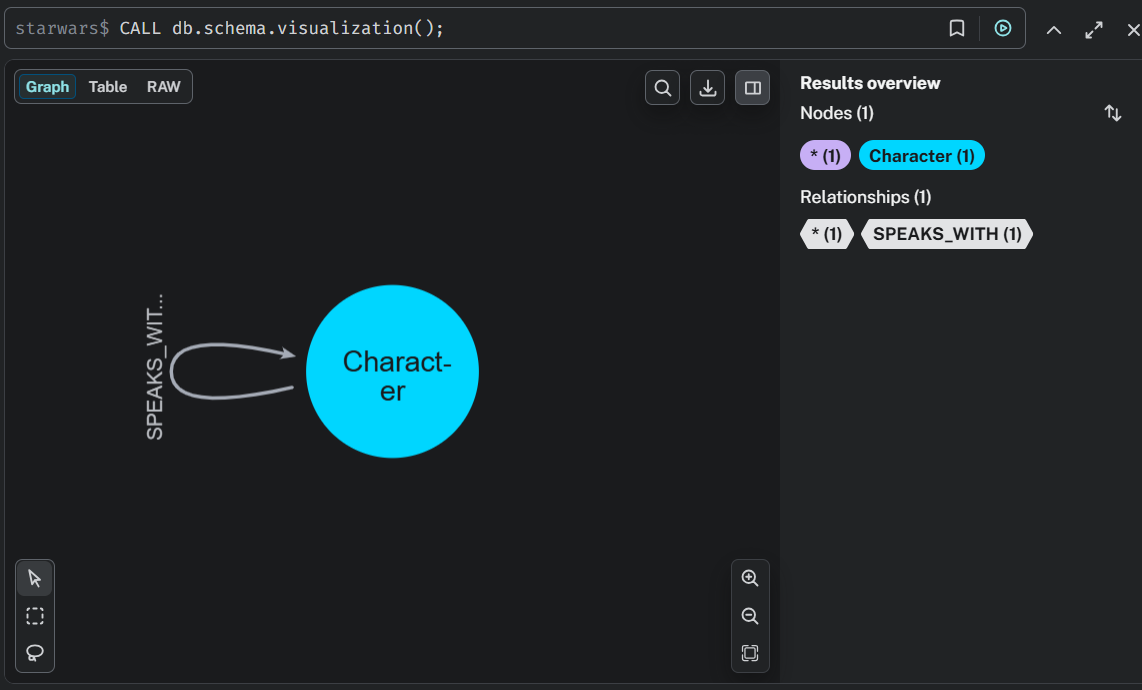 starwars$ CALL db.schema.visualization();
Graph Table RAW
Results overview
Nodes (1)
* (1) Character (1)
Relationships (1)
* (1) SPEAKS_WITH (1)
SPEAKS_WIT...
Charact-
er